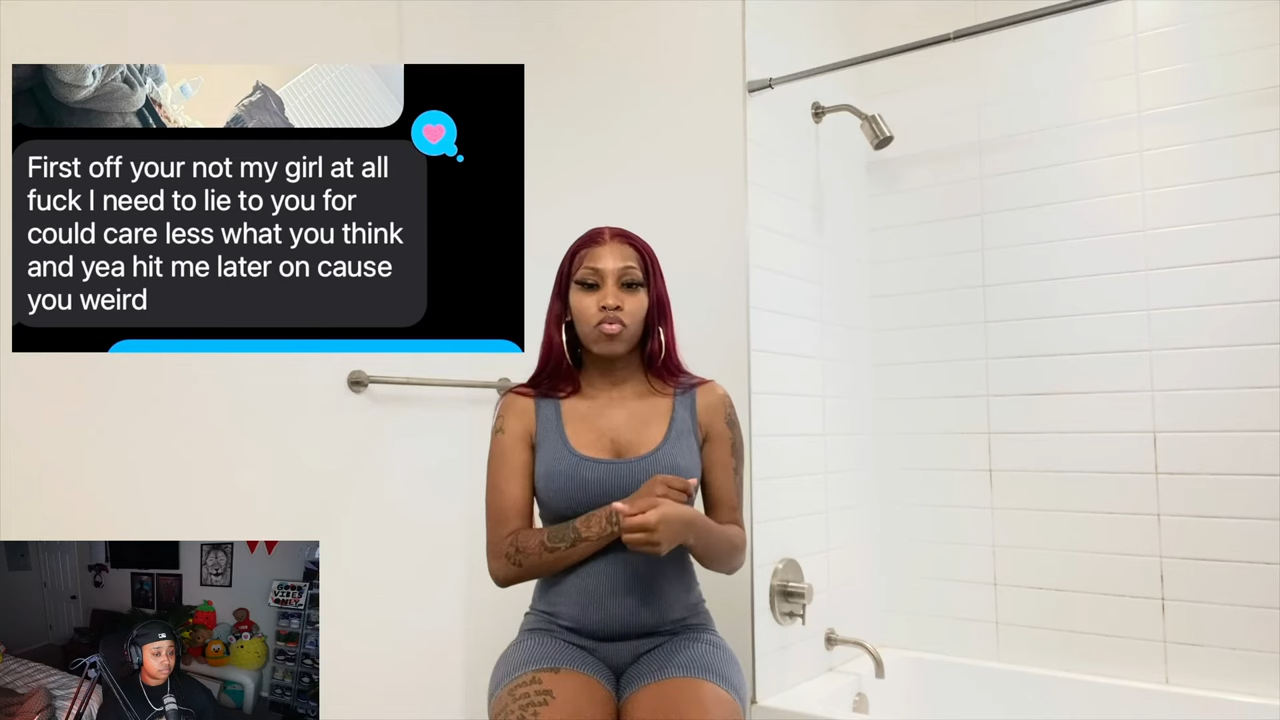 First off your not my girl at all
fuck I need to lie to you for
could care less what you think
and yea hit me later on cause
you weird
GOOD
VIBES
ONLY